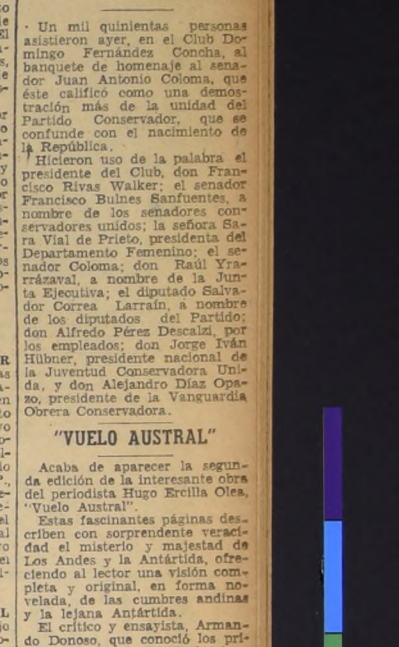 Un mil quinientas personas
asistieron ayer, en el Club Do-
mingo Fernández Concha, al
banquete de homenaje al sena-
dor Juan Antonio Coloma, que
éste calificó como una demos-
tración más de la unidad del
Partido Conservador, que se
confunde con el nacimiento de
la República.
Hicieron uso de la palabra el
presidente del Club, don Fran-
cisco Rivas Walker; el senador
Francisco Bulnes Sanfuentes, a
nombre de los senadores con-
servadores unidos; la señora Sa-
ra Vial de Prieto, presidenta del
Departamento Femenino; el se-
nador Coloma; don Raúl Yra-
rrázaval, a nombre de la Jun-
ta Ejecutiva; el diputado Salva-
dor Correa Larraín, a nombre
de los diputados del Partido;
don Alfredo Pérez Descalzi, por
los empleados; don Jorge Iván
Hübner, presidente nacional de
la Juventud Conservadora Uni-
da, y don Alejandro Díaz Opa-
zo, presidente de la Vanguardia
Obrera Conservadora.
"VUELO AUSTRAL"
Acaba de aparecer la segun-
da edición de la interesante obra
del periodista Hugo Ercilla Olea,
"Vuelo Austral".
Estas fascinantes páginas des-
criben con sorprendente veraci-
dad el misterio y majestad de
Los Andes y la Antártida, ofre-
ciendo al lector una visión com-
pleta y original, en forma no-
velada, de las cumbres andinas
y la lejana Antártida.
El crítico y ensayista, Arman-
do Donoso, que conoció los pri-